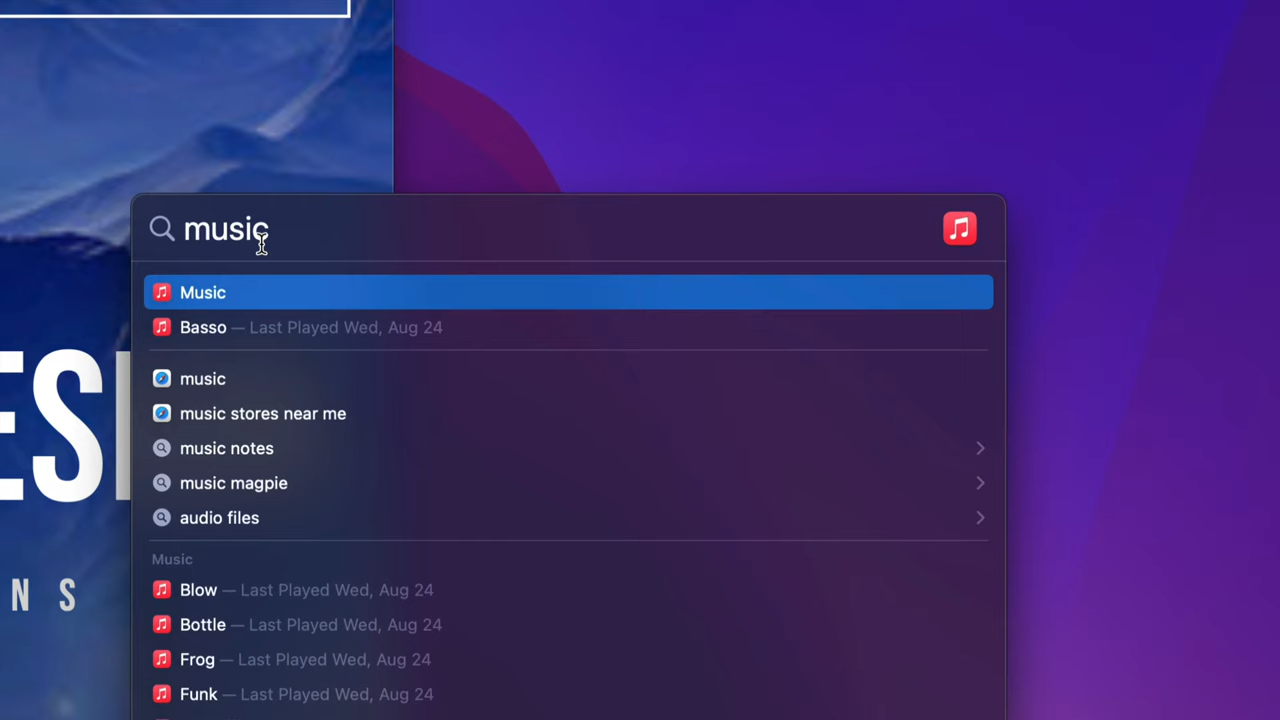 music
Music
Basso — Last Played Wed, Aug 24
music
music stores near me
music notes
music magpie
audio files
Music
Blow — Last Played Wed, Aug 24
Bottle — Last Played Wed, Aug 24
Frog — Last Played Wed, Aug 24
Funk — Last Played Wed, Aug 24
ES
N S